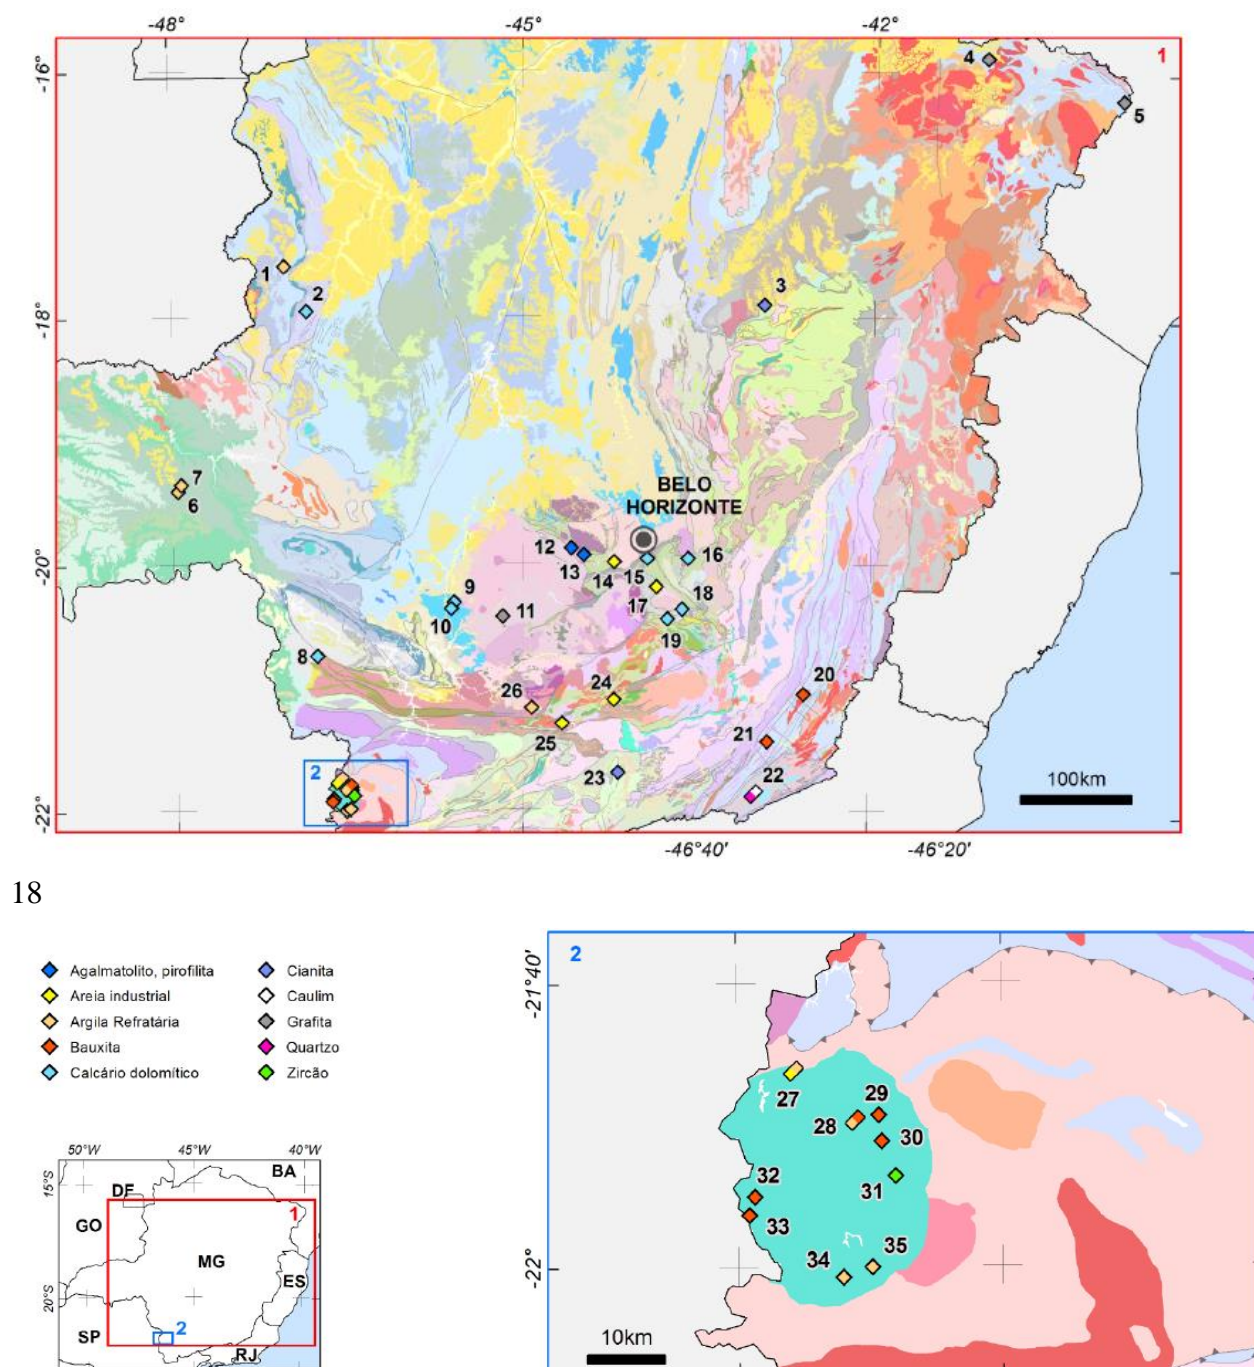 -48°
-45°
-42°
-16°
1
4
5
1
2
3
-18°
7
6
BELO
HORIZONTE
12
13
14
15
16
-20°
9
10
11
17
18
19
8
20
26
24
25
21
23
22
2
100km
-22°
-46°40'
-46°20'
18
Agalmatolito, pirofilita
Areia industrial
Argila Refratária
Bauxita
Calcário dolomítico
Cianita
Caulim
Grafita
Quartzo
Zircão
50°W
45°W
40°W
15°S
20°S
BA
DF
GO
1
MG
ES
SP
2
RJ
2
-21°40'
27
29
28
30
31
32
33
34
35
-22°
10km